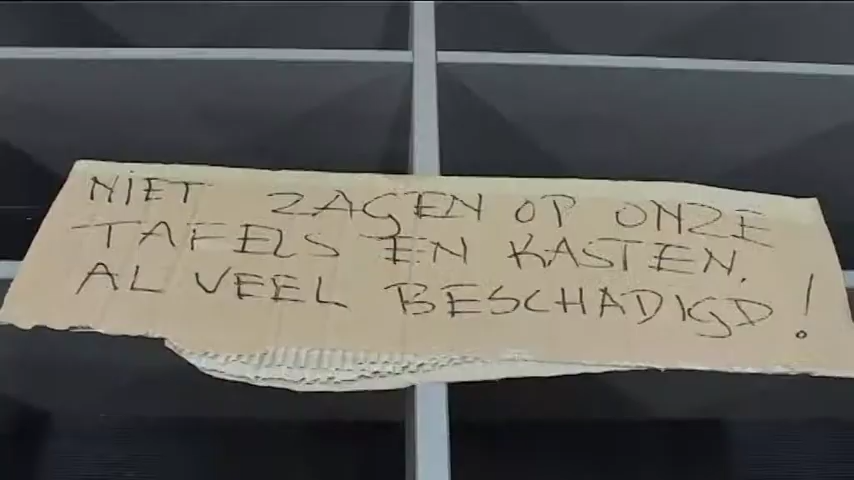 NIET ZAGEN OP ONZE
TAFELS EN KASTEN.
AL VEEL BESCHADIGD!